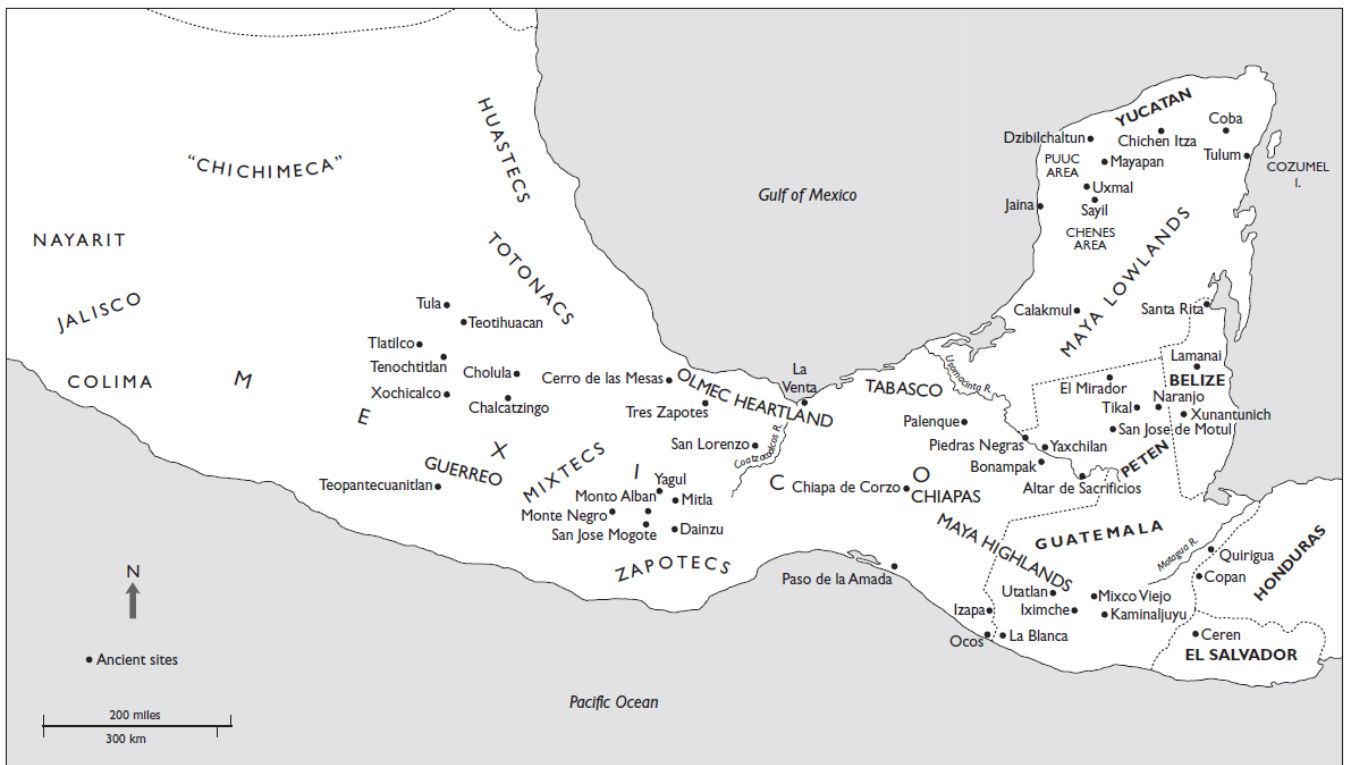 HUASTECS
"CHICHIMECA"
Gulf of Mexico
YUCATAN
Coba
Dzibilchaltun
Chichen Itza
PUUC
AREA
Mayapan
Tulum
COZUMEL
I.
Uxmal
Jaina
Sayil
CHENES
AREA
NAYARIT
TOTONACS
MAYA LOWLANDS
JALISCO
Tula
Teotihuacan
Calakmul
Santa Rita
Tlatilco
Tenochtitlan
Lamanai
COLIMA
MEXICO
Cholula
Cerro de las Mesas
OLMEC HEARTLAND
La
Venta
TABASCO
Usumacinta R.
El Mirador
BELIZE
Naranjo
Xochicalco
Chalcatzingo
Tres Zapotes
Tikal
Xunantunich
Palenque
San Jose de Motul
San Lorenzo
Coatzacoalcos R.
Piedras Negras
Yaxchilan
PETEN
GUERREO
MIXTECS
Bonampak
Altar de Sacrificios
Teopantecuanitlan
Yagul
Chiapa de Corzo
CHIAPAS
Monto Alban
Mitla
Monte Negro
San Jose Mogote
Dainzu
MAYA HIGHLANDS
GUATEMALA
Motagua R.
HONDURAS
ZAPOTECS
Quirigua
N
Paso de la Amada
Copan
Utatlan
Mixco Viejo
Izapa
Iximche
Kaminaljuyu
Ocos
La Blanca
Ceren
Ancient sites
EL SALVADOR
Pacific Ocean
200 miles
300 km